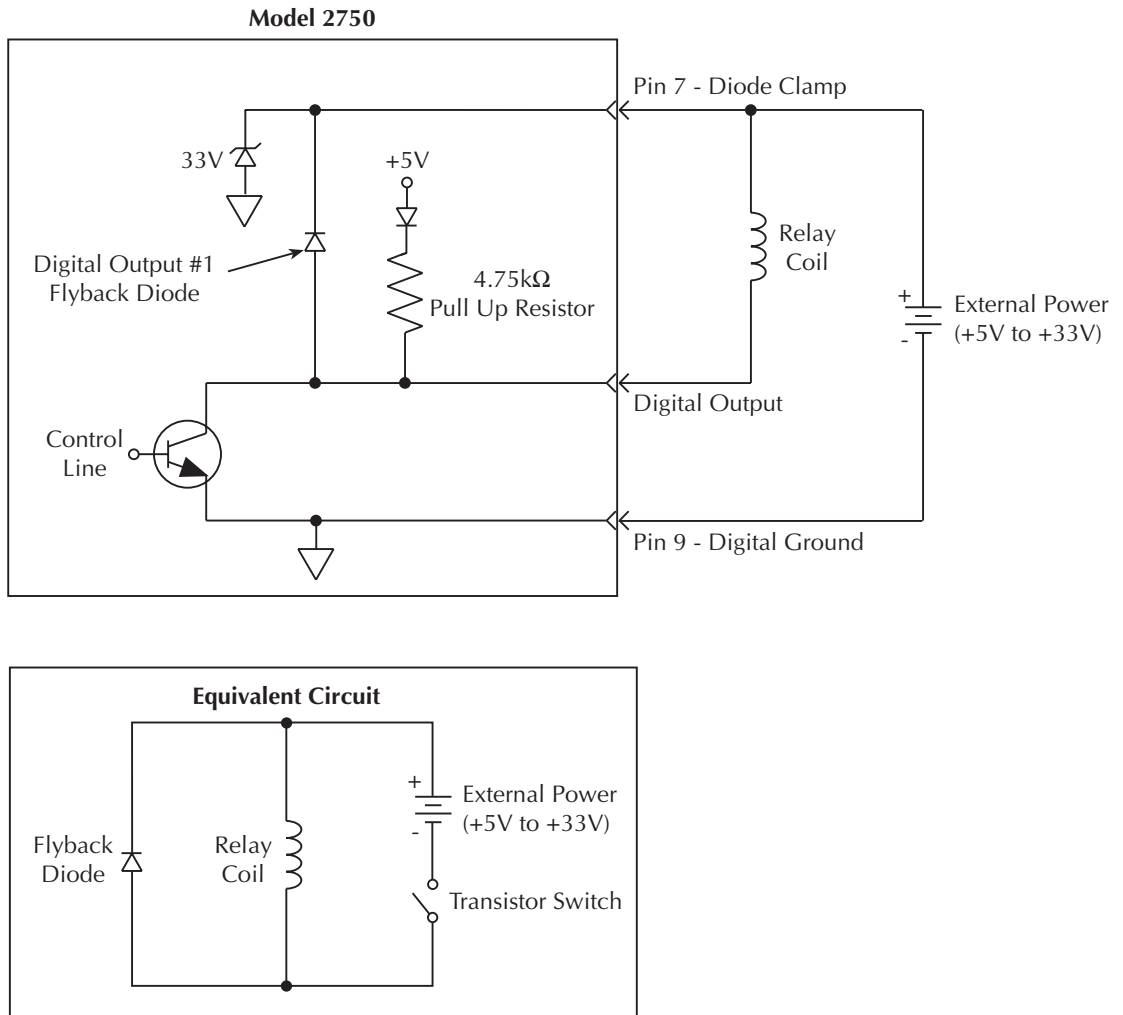 Model 2750
Pin 7 - Diode Clamp
33V
+5V
Digital Output #1
Flyback Diode
4.75kΩ
Pull Up Resistor
Relay
Coil
+
-
External Power
(+5V to +33V)
Digital Output
Control
Line
Pin 9 - Digital Ground
Equivalent Circuit
+
-
External Power
(+5V to +33V)
Flyback
Diode
Relay
Coil
Transistor Switch